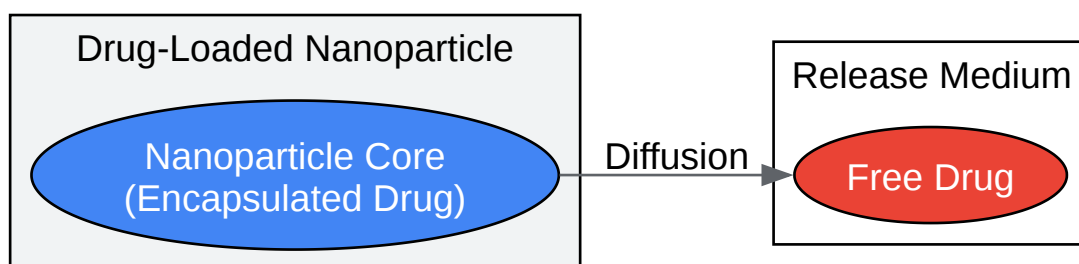 Drug-Loaded Nanoparticle
Nanoparticle Core
(Encapsulated Drug)
Diffusion
Release Medium
Free Drug